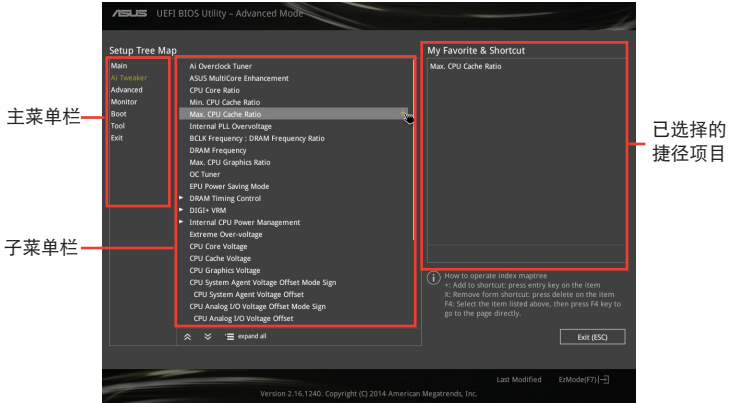 ASUS UEFI BIOS Utility – Advanced Mode
Setup Tree Map
My Favorite & Shortcut
Main
Ai Tweaker
Advanced
Monitor
Boot
Tool
Exit
主菜单栏
子菜单栏
Ai Overclock Tuner
ASUS MultiCore Enhancement
CPU Core Ratio
Min. CPU Cache Ratio
Max. CPU Cache Ratio
Internal PLL Overvoltage
BCLK Frequency : DRAM Frequency Ratio
DRAM Frequency
Max. CPU Graphics Ratio
OC Tuner
EPU Power Saving Mode
DRAM Timing Control
DIGI+ VRM
Internal CPU Power Management
Extreme Over-voltage
CPU Core Voltage
CPU Cache Voltage
CPU Graphics Voltage
CPU System Agent Voltage Offset Mode Sign
CPU System Agent Voltage Offset
CPU Analog I/O Voltage Offset Mode Sign
CPU Analog I/O Voltage Offset
expand all
Max. CPU Cache Ratio
已选择的
捷径项目
How to operate index maptree
+: Add to shortcut: press entry key on the item
X: Remove form shortcut: press delete on the item
F4: Select the Item listed above, then press F4 key to
go to the page directly.
Exit (ESC)
Last Modified
EzMode(F7)
Version 2.16.1240. Copyright (C) 2014 American Megatrends, Inc.